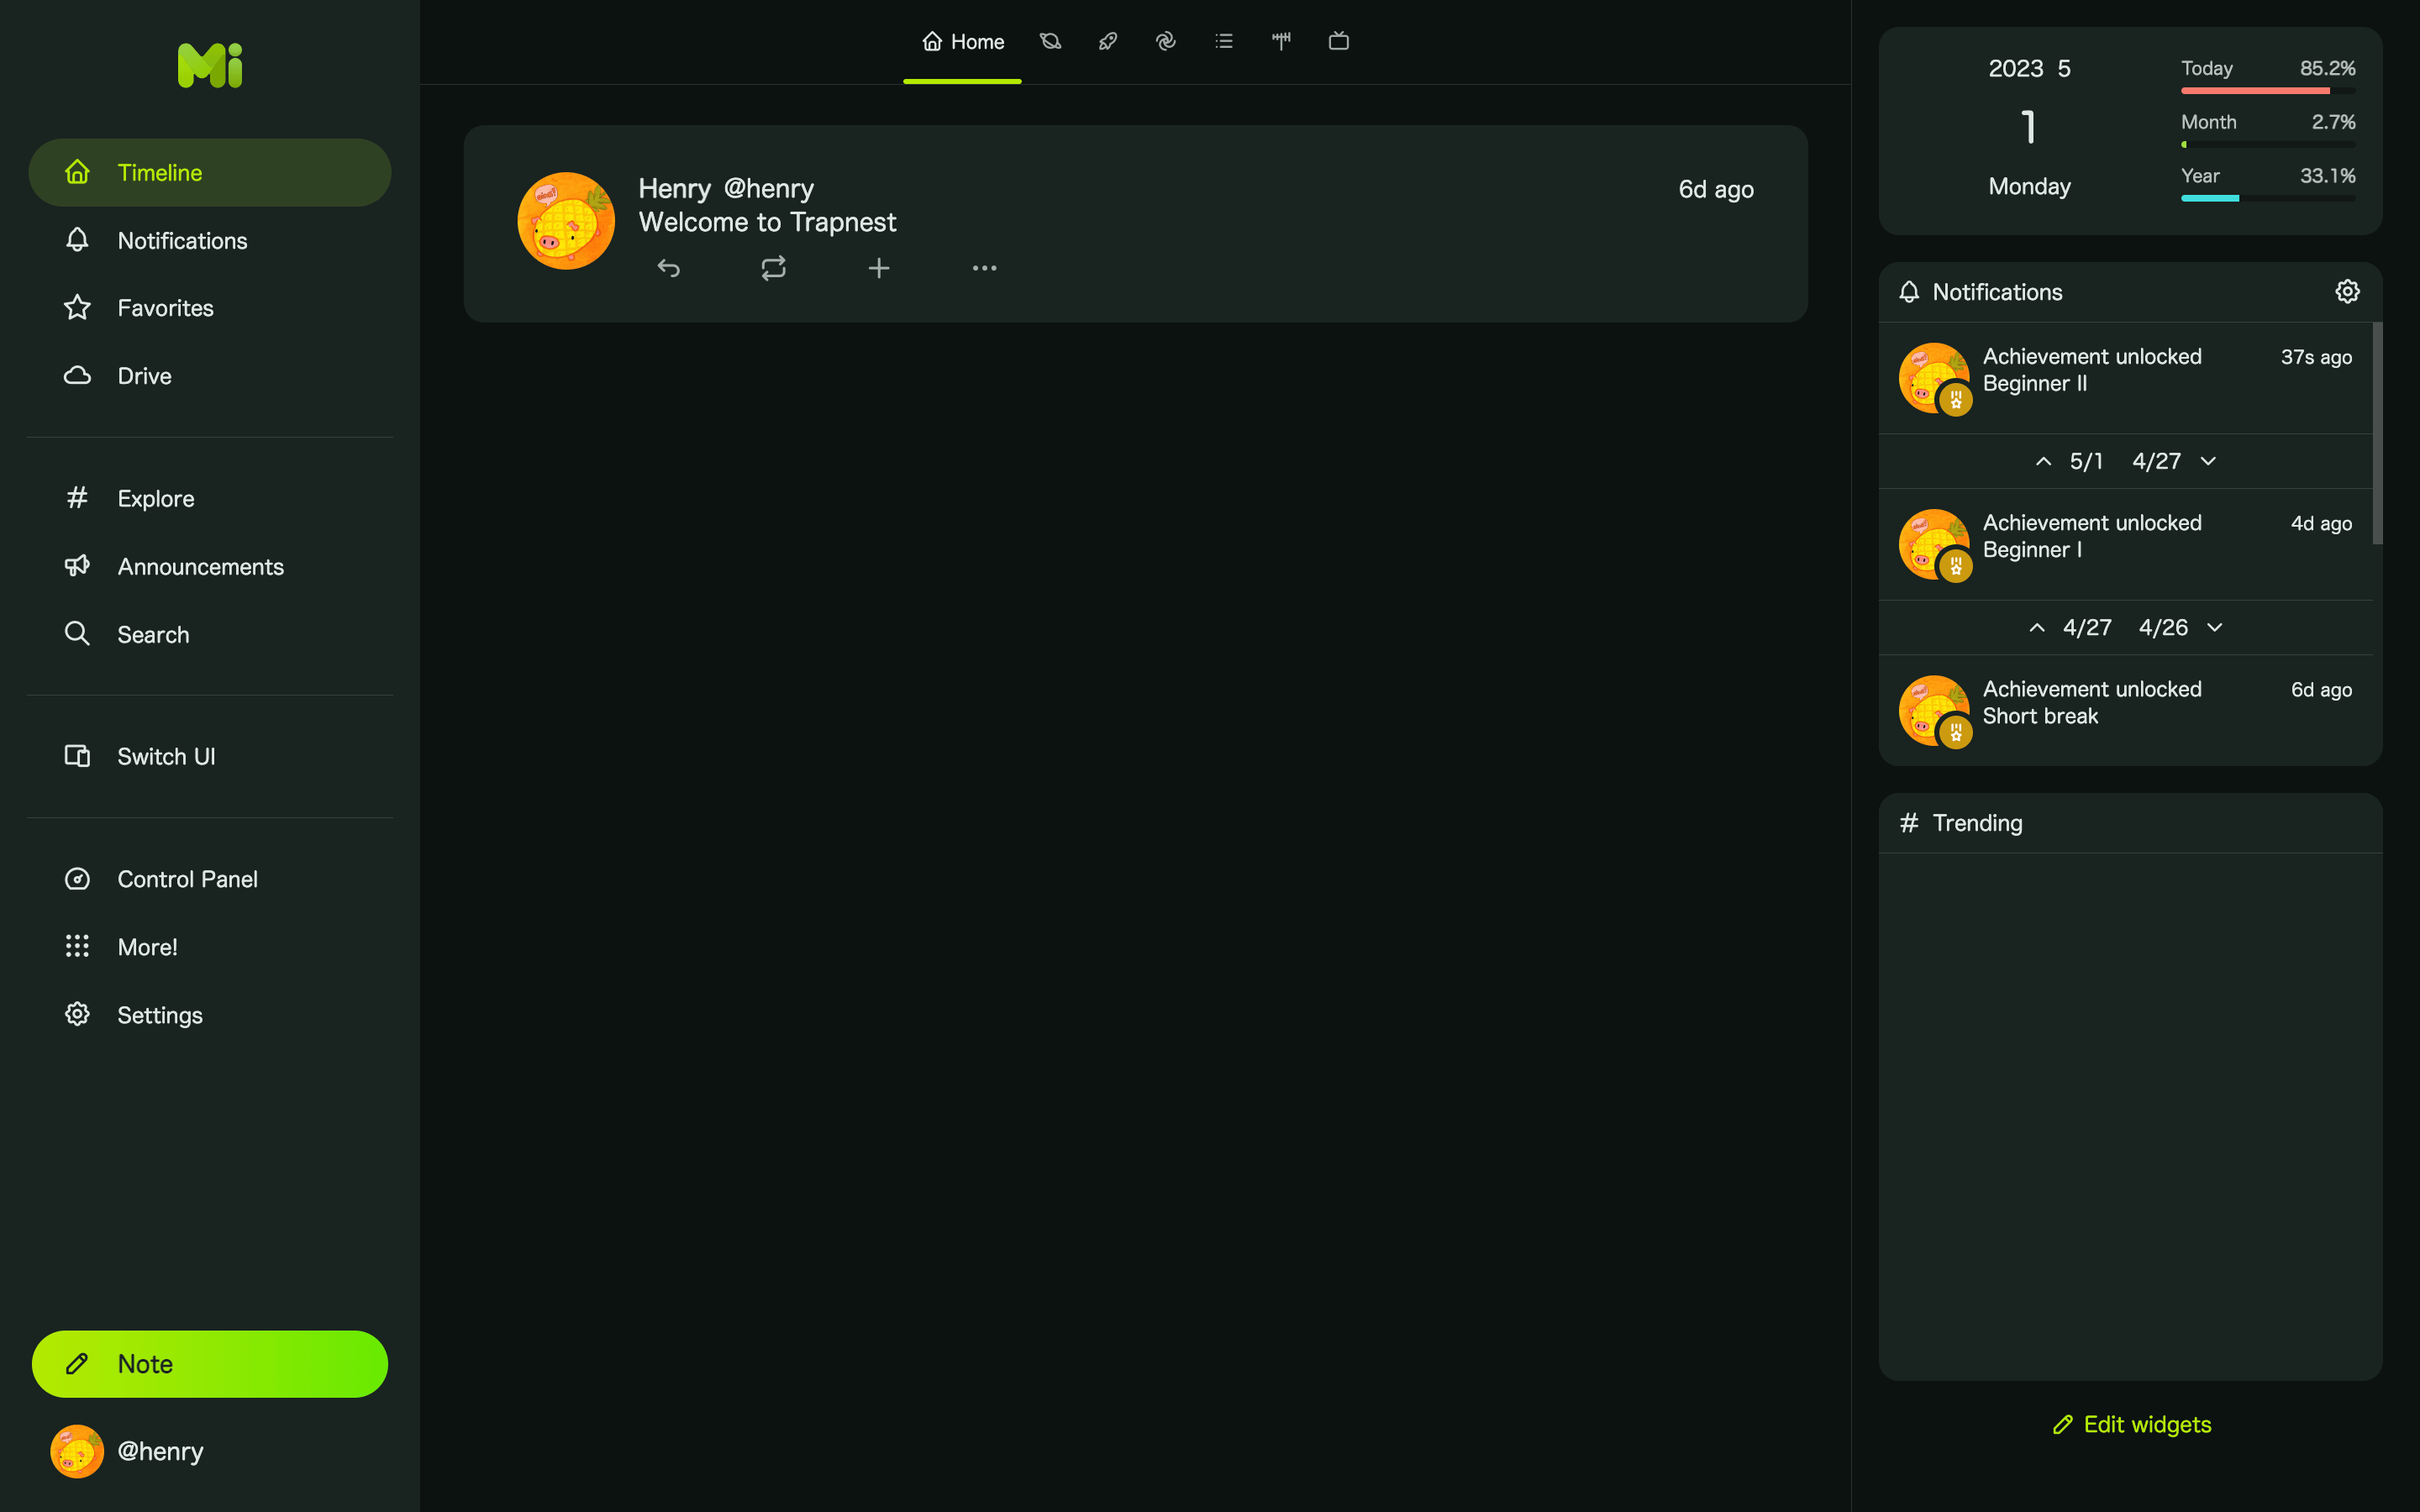 Mi
Timeline
Notifications
Favorites
Drive
Explore
Announcements
Search
Switch UI
Control Panel
More!
Settings
Note
@henry
Home
Henry @henry
6d ago
Welcome to Trapnest
2023 5
1
Monday
Today 85.2%
Month 2.7%
Year 33.1%
Notifications
Achievement unlocked 37s ago
Beginner II
5/1 4/27
Achievement unlocked 4d ago
Beginner I
4/27 4/26
Achievement unlocked 6d ago
Short break
# Trending
Edit widgets